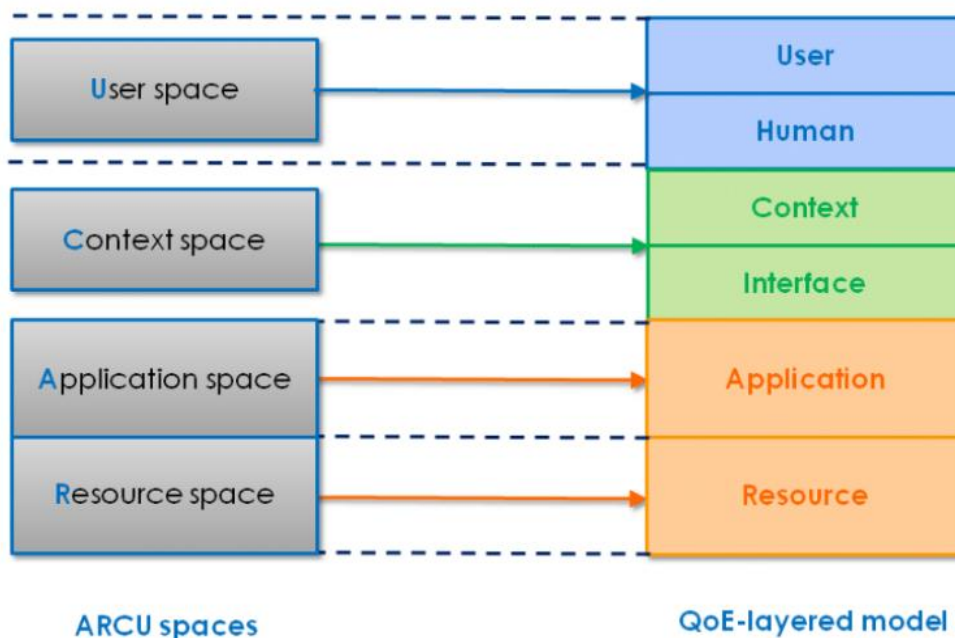 User space
User
Human
Context space
Context
Interface
Application space
Application
Resource space
Resource
ARCU spaces
QoE-layered model